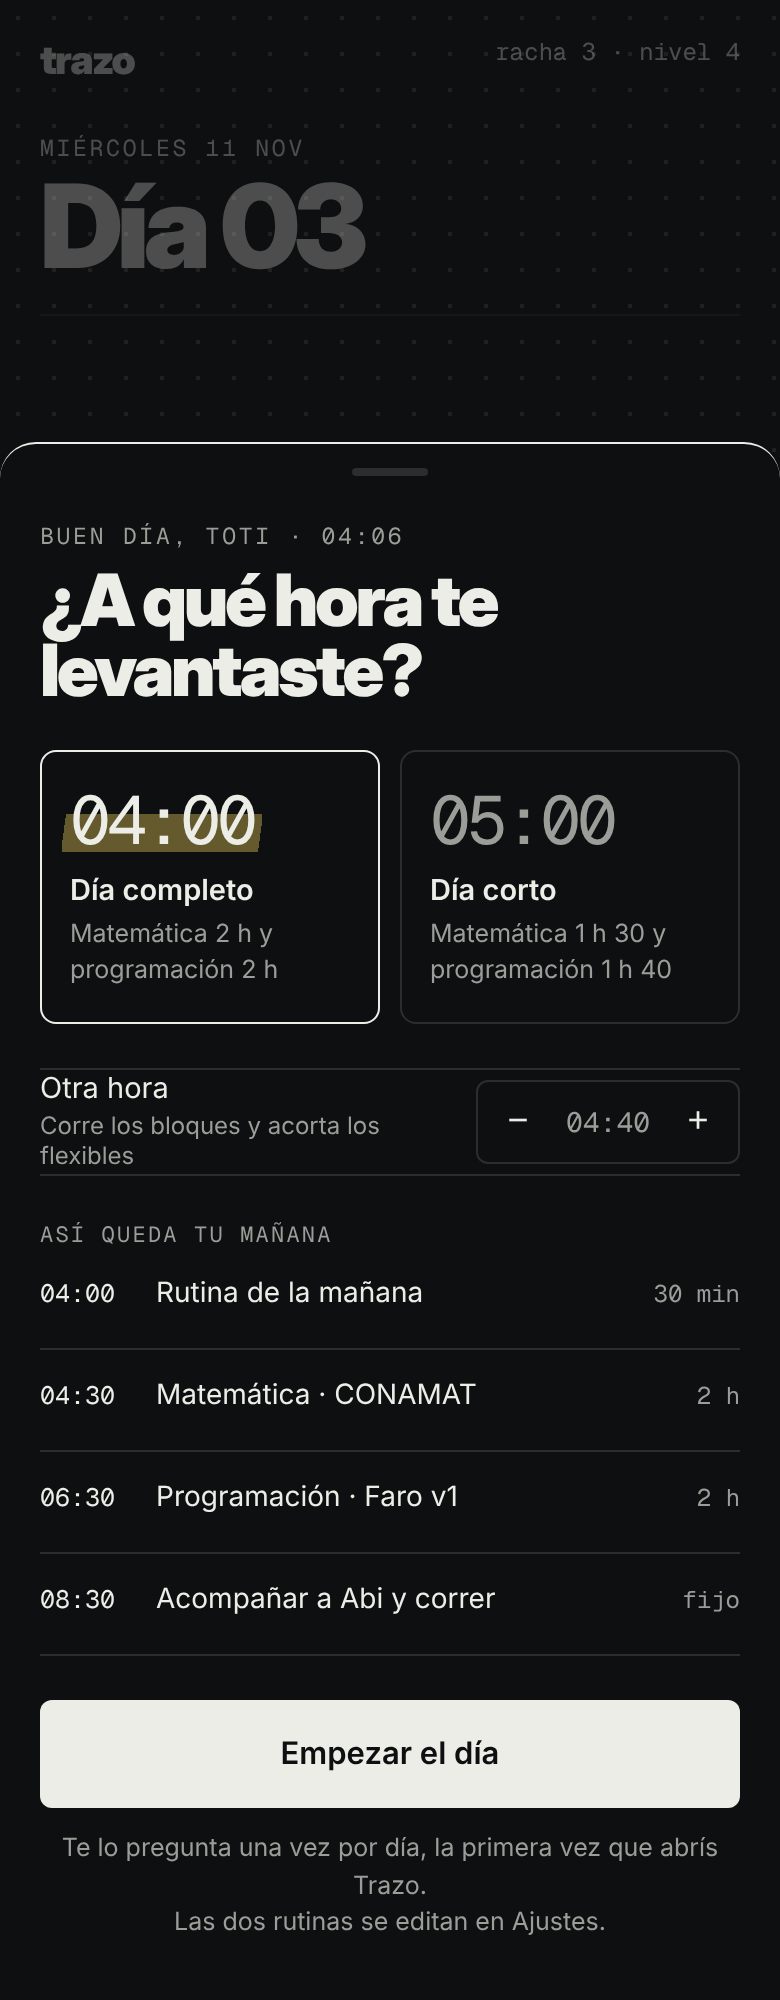 trazo
racha 3 · nivel 4
MIÉRCOLES 11 NOV
Día 03
BUEN DÍA, TOTI · 04:06
¿A qué hora te
levantaste?
04:00
Día completo
Matemática 2 h y
programación 2 h
05:00
Día corto
Matemática 1 h 30 y
programación 1 h 40
Otra hora
Corre los bloques y acorta los
flexibles
− 04:40 +
ASÍ QUEDA TU MAÑANA
04:00 Rutina de la mañana 30 min
04:30 Matemática · CONAMAT 2 h
06:30 Programación · Faro v1 2 h
08:30 Acompañar a Abi y correr fijo
Empezar el día
Te lo pregunta una vez por día, la primera vez que abrís
Trazo.
Las dos rutinas se editan en Ajustes.